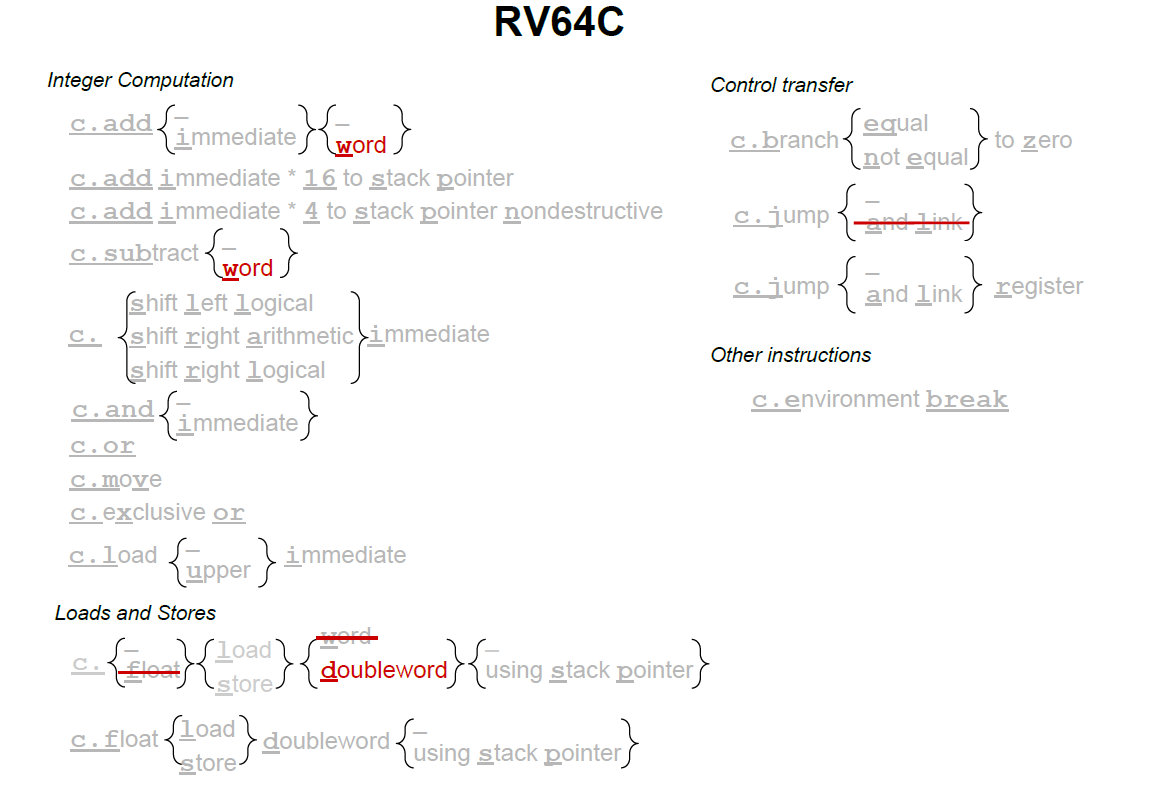 RV64C
Integer Computation
c.add { _ immediate } { _ word }
c.add immediate * 16 to stack pointer
c.add immediate * 4 to stack pointer nondestructive
c.subtract { _ word }
c. { shift left logical
shift right arithmetic } immediate
shift right logical
c.and { _ immediate }
c.or
c.move
c.exclusive or
c.load { _ upper } immediate
Loads and Stores
c. { _ float } { load store } { word doubleword } { _ using stack pointer }
c.float { load store } doubleword { _ using stack pointer }
Control transfer
c.branch { equal
not equal } to zero
c.jump { _ and link }
c.jump { _ and link } register
Other instructions
c.environment break